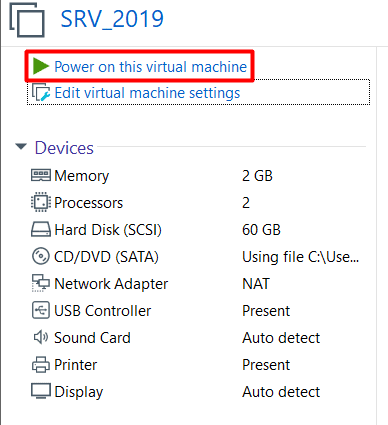 SRV_2019
Power on this virtual machine
Edit virtual machine settings
Devices
Memory 2 GB
Processors 2
Hard Disk (SCSI) 60 GB
CD/DVD (SATA) Using file C:\Use...
Network Adapter NAT
USB Controller Present
Sound Card Auto detect
Printer Present
Display Auto detect